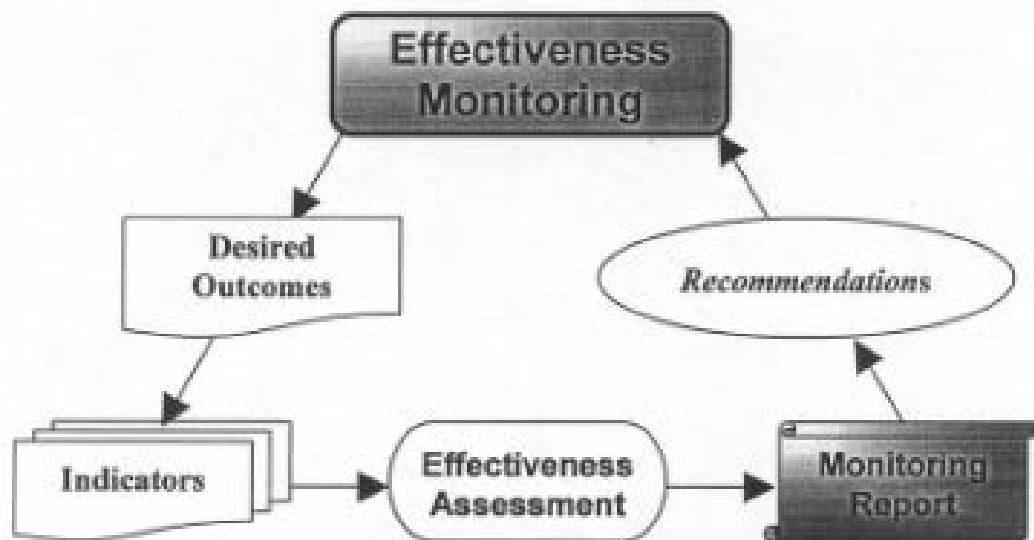 Effectiveness
Monitoring
Desired
Outcomes
Recommendations
Indicators
Effectiveness
Assessment
Monitoring
Report